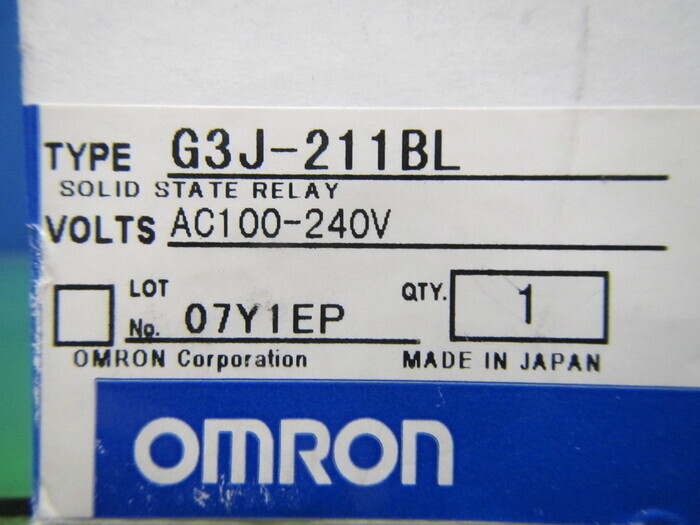 TYPE G3J-211BL
SOLID STATE RELAY
VOLTS AC100-240V
LOT No. 07Y1EP QTY. 1
OMRON Corporation MADE IN JAPAN
OMRON